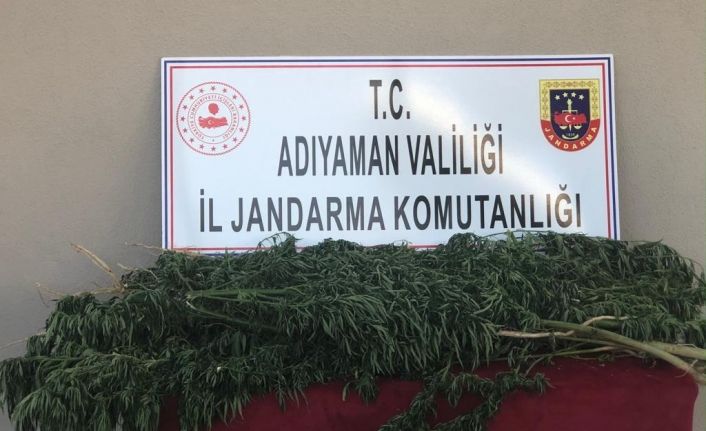 T.C.
ADIYAMAN VALİLİĞİ
İL JANDARMA KOMUTANLIĞI
JANDARMA